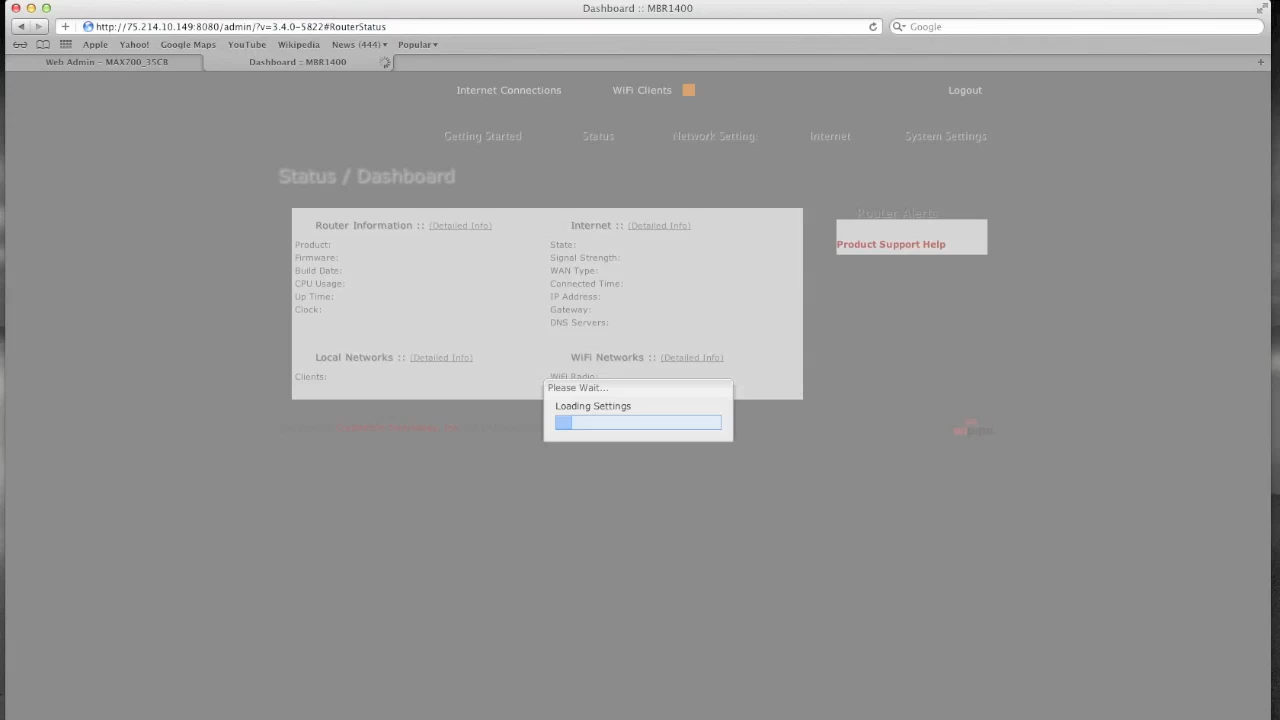 Dashboard :: MBR1400
http://75.214.10.149:8080/admin/?v=3.4.0-5822#RouterStatus
Google
Apple Yahoo! Google Maps YouTube Wikipedia News (444) Popular
Web Admin - MAX700_35CB
Dashboard :: MBR1400
Internet Connections WiFi Clients Logout
Getting Started Status Network Setting Internet System Settings
Status / Dashboard
Router Information :: (Detailed Info)
Product:
Firmware:
Build Date:
CPU Usage:
Up Time:
Clock:
Internet :: (Detailed Info)
State:
Signal Strength:
WAN Type:
Connected Time:
IP Address:
Gateway:
DNS Servers:
Router Alerts
Product Support Help
Local Networks :: (Detailed Info)
Clients:
WiFi Networks :: (Detailed Info)
WiFi Radio:
Please Wait...
Loading Settings